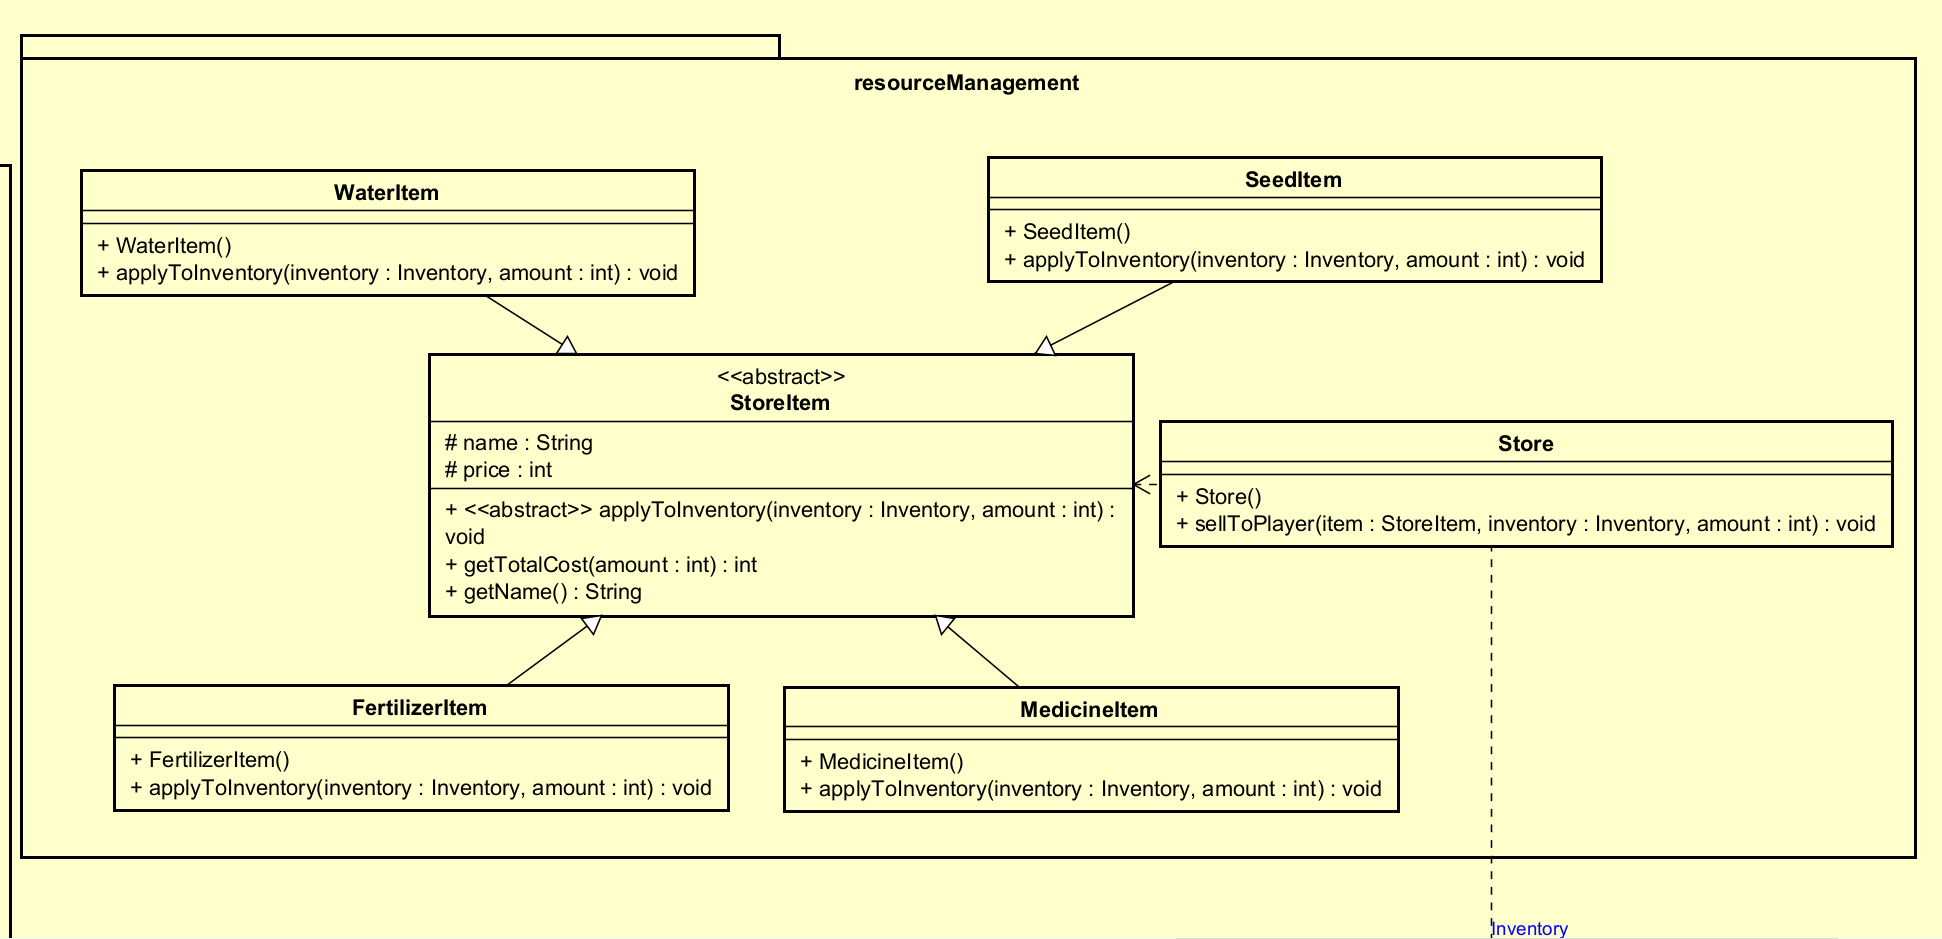 resourceManagement
WaterItem
+ WaterItem()
+ applyToInventory(inventory : Inventory, amount : int) : void
SeedItem
+ SeedItem()
+ applyToInventory(inventory : Inventory, amount : int) : void
<<abstract>>
StoreItem
# name : String
# price : int
+ <<abstract>> applyToInventory(inventory : Inventory, amount : int) :
void
+ getTotalCost(amount : int) : int
+ getName() : String
Store
+ Store()
+ sellToPlayer(item : StoreItem, inventory : Inventory, amount : int) : void
FertilizerItem
+ FertilizerItem()
+ applyToInventory(inventory : Inventory, amount : int) : void
MedicineItem
+ MedicineItem()
+ applyToInventory(inventory : Inventory, amount : int) : void
Inventory